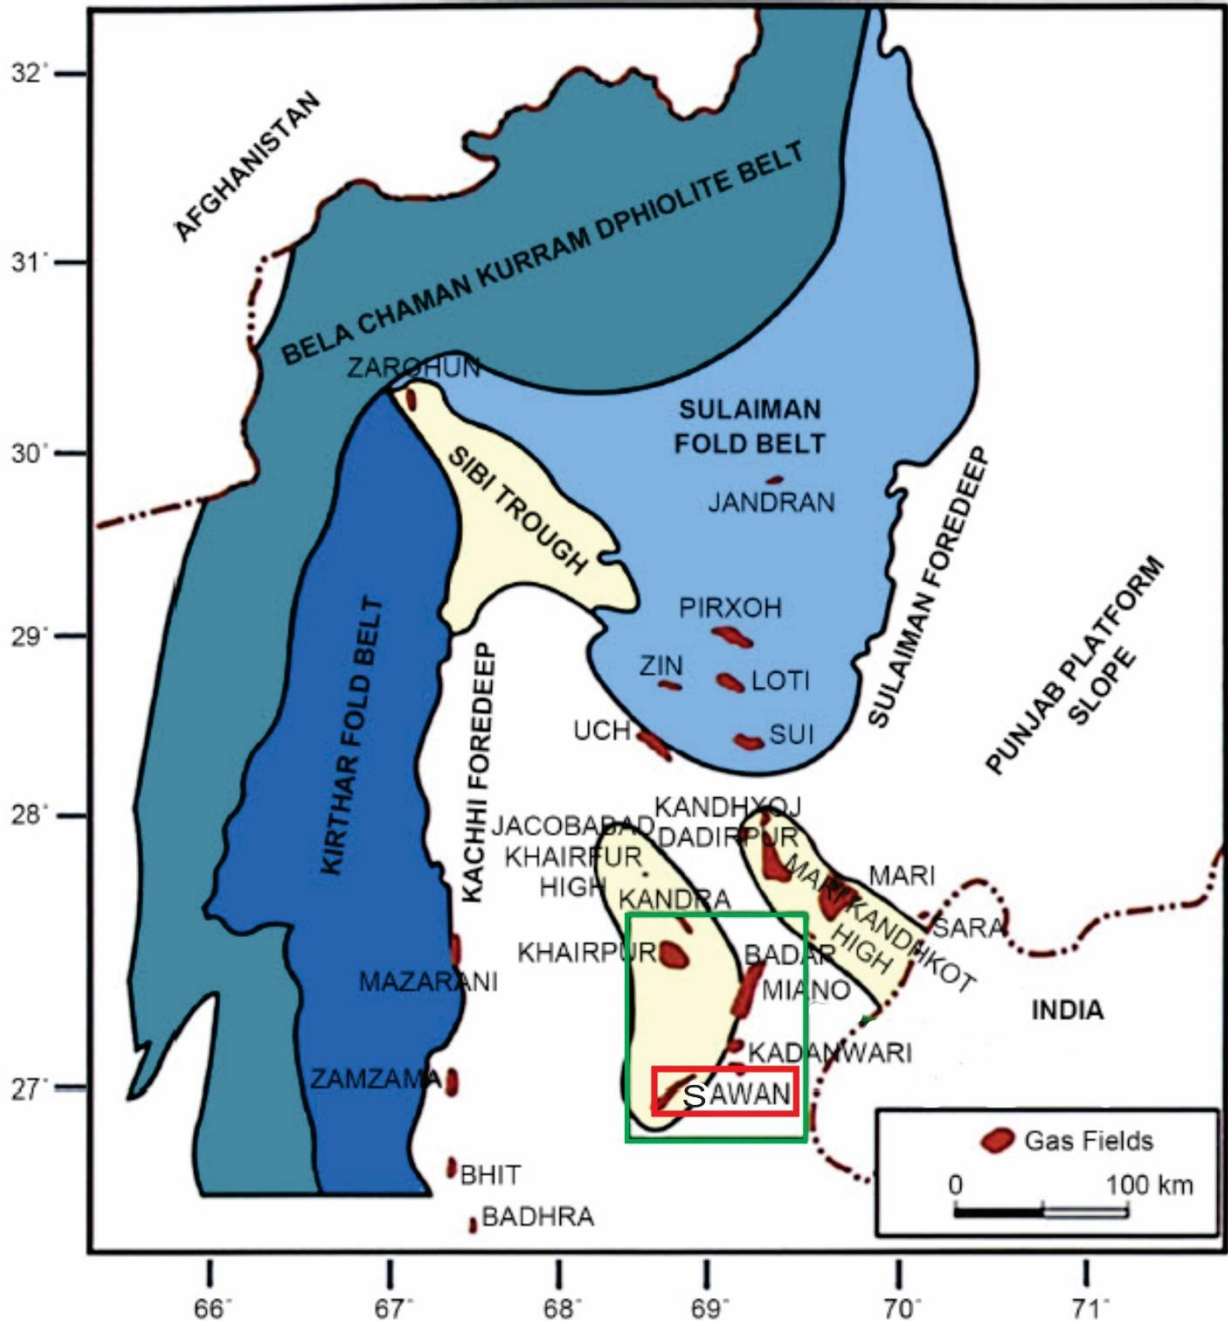 32°
AFGHANISTAN
BELA CHAMAN KURRAM DPHIOLITE BELT
31°
ZAROHUN
SULAIMAN
FOLD BELT
30°
SIBI TROUGH
JANDRAN
SULAIMAN FOREDEEP
PUNJAB PLATFORM
SLOPE
PIRXOH
29°
KIRTHAR FOLD BELT
KACHHI FOREDEEP
ZIN
LOTI
UCH
SUI
28°
KANDHXOJ
JACOBABAD
DADIRPUR
KHAIRFUR
HIGH
MARI KANDHKOT
HIGH
MARI
KANDRA
SARA
KHAIRPUR
BADAR
MAZARANI
MIANO
INDIA
KADANWARI
27°
ZAMZAMA
SAWAN
Gas Fields
BHIT
0
100 km
BADHRA
66°
67°
68°
69°
70°
71°